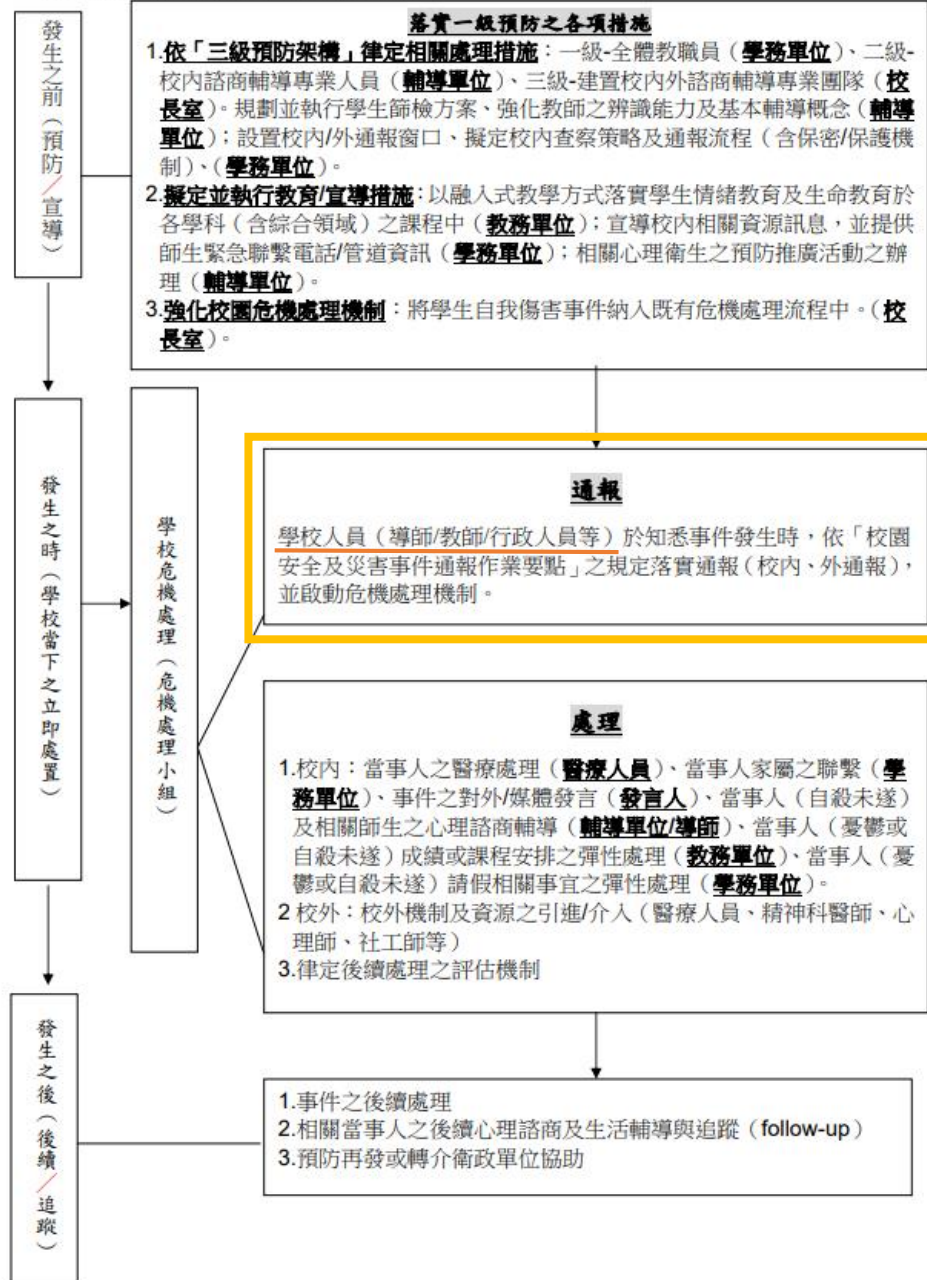 發生之前（預防／宣導）
落實一級預防之各項措施
1.依「三級預防架構」律定相關處理措施：一級-全體教職員（學務單位）、二級-
校內諮商輔導專業人員（輔導單位）、三級-建置校內外諮商輔導專業團隊（校
長室）。規劃並執行學生篩檢方案、強化教師之辨識能力及基本輔導概念（輔導
單位）；設置校內/外通報窗口、擬定校內查察策略及通報流程（含保密/保護機
制）、（學務單位）。
2.擬定並執行教育/宣導措施：以融入式教學方式落實學生情緒教育及生命教育於
各學科（含綜合領域）之課程中（教務單位）；宣導校內相關資源訊息，並提供
師生緊急聯繫電話/管道資訊（學務單位）；相關心理衛生之預防推廣活動之辦
理（輔導單位）。
3.強化校園危機處理機制：將學生自我傷害事件納入既有危機處理流程中。（校
長室）。
發生之時（學校當下之立即處置）
學校危機處理（危機處理小組）
通報
學校人員（導師/教師/行政人員等）於知悉事件發生時，依「校園
安全及災害事件通報作業要點」之規定落實通報（校內、外通報），
並啟動危機處理機制。
處理
1.校內：當事人之醫療處理（醫療人員）、當事人家屬之聯繫（學
務單位）、事件之對外/媒體發言（發言人）、當事人（自殺未遂）
及相關師生之心理諮商輔導（輔導單位/導師）、當事人（憂鬱或
自殺未遂）成績或課程安排之彈性處理（教務單位）、當事人（憂
鬱或自殺未遂）請假相關事宜之彈性處理（學務單位）。
2 校外：校外機制及資源之引進/介入（醫療人員、精神科醫師、心
理師、社工師等）
3.律定後續處理之評估機制
發生之後（後續／追蹤）
1.事件之後續處理
2.相關當事人之後續心理諮商及生活輔導與追蹤（follow-up）
3.預防再發或轉介衛政單位協助